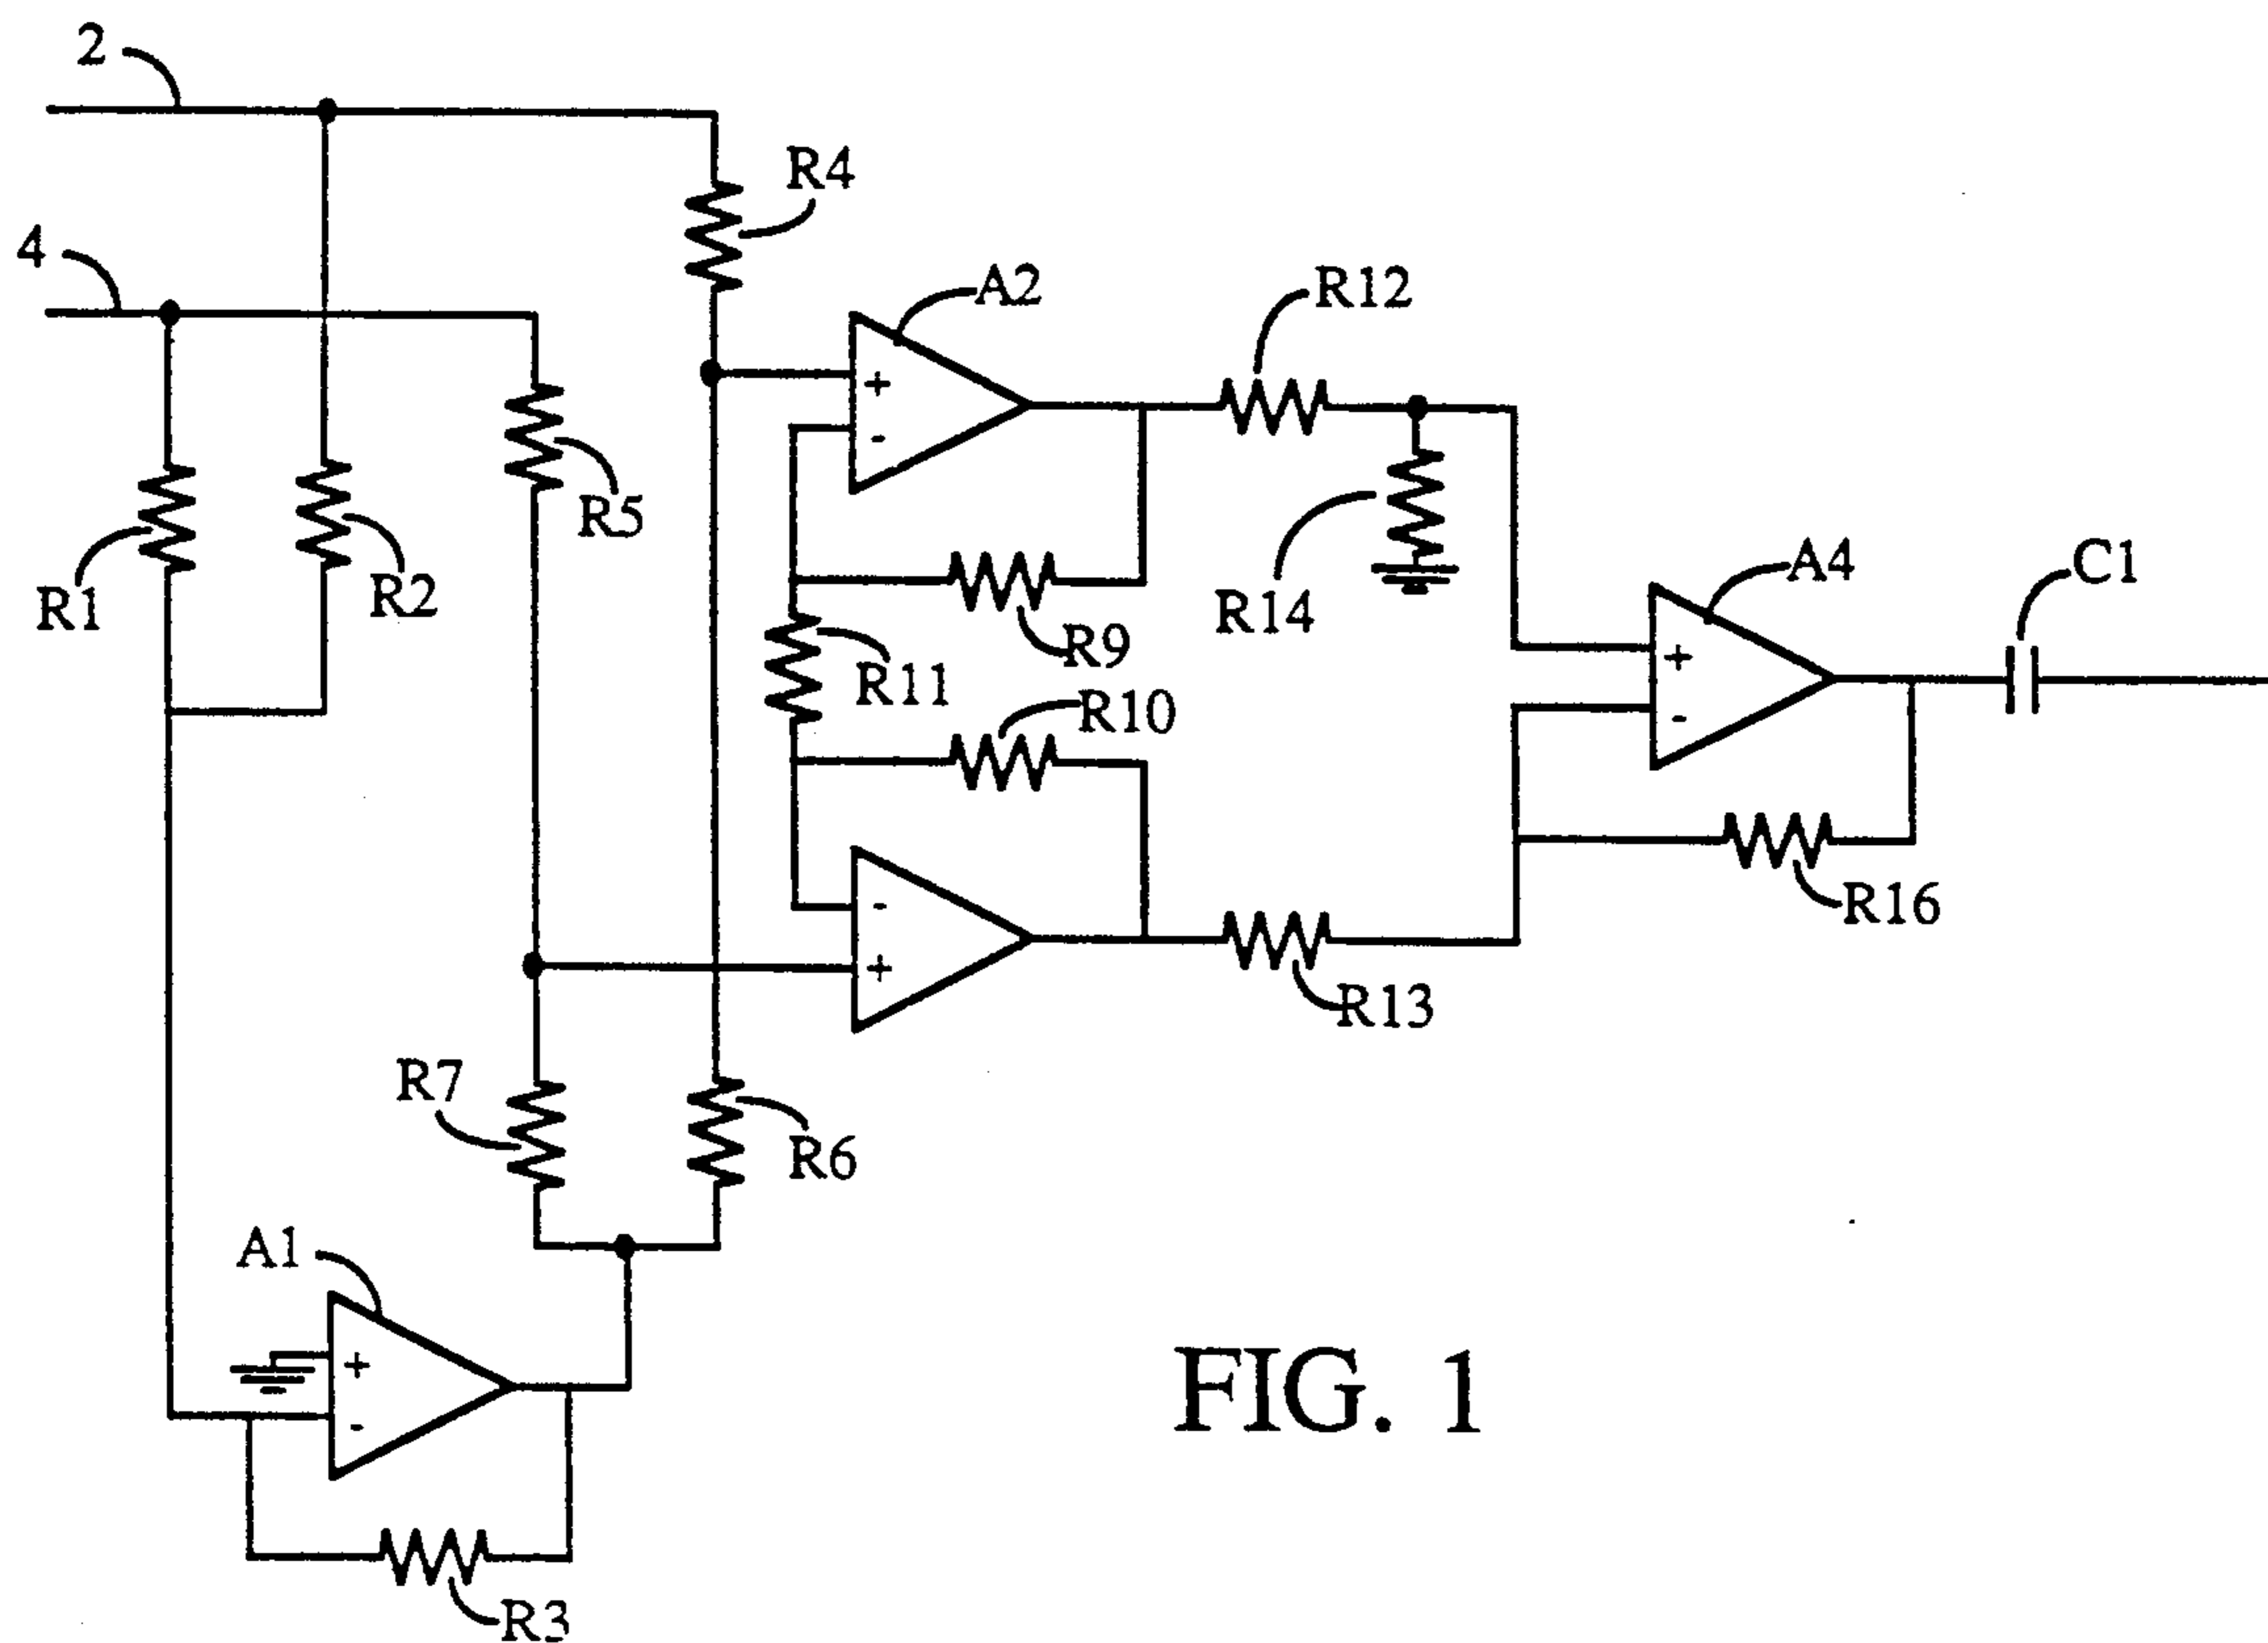 2
R4
4
A2
R12
R5
R1
R2
R14
A4
C1
R9
R11
R10
R16
R13
R7
R6
A1
R3
+
-
-
+
+
-
+
-
FIG. 1